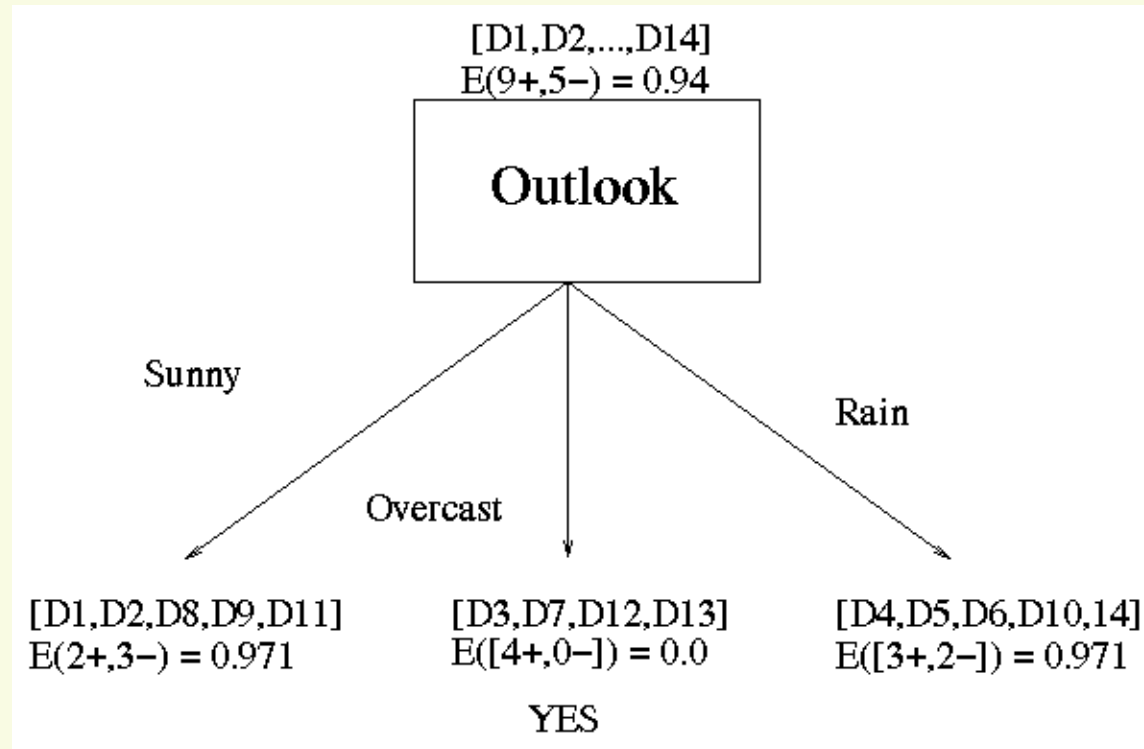 [D1,D2,...,D14]
E(9+,5−) = 0.94
Outlook
Sunny
Rain
Overcast
[D1,D2,D8,D9,D11]
E(2+,3−) = 0.971
[D3,D7,D12,D13]
E([4+,0−]) = 0.0
YES
[D4,D5,D6,D10,14]
E([3+,2−]) = 0.971